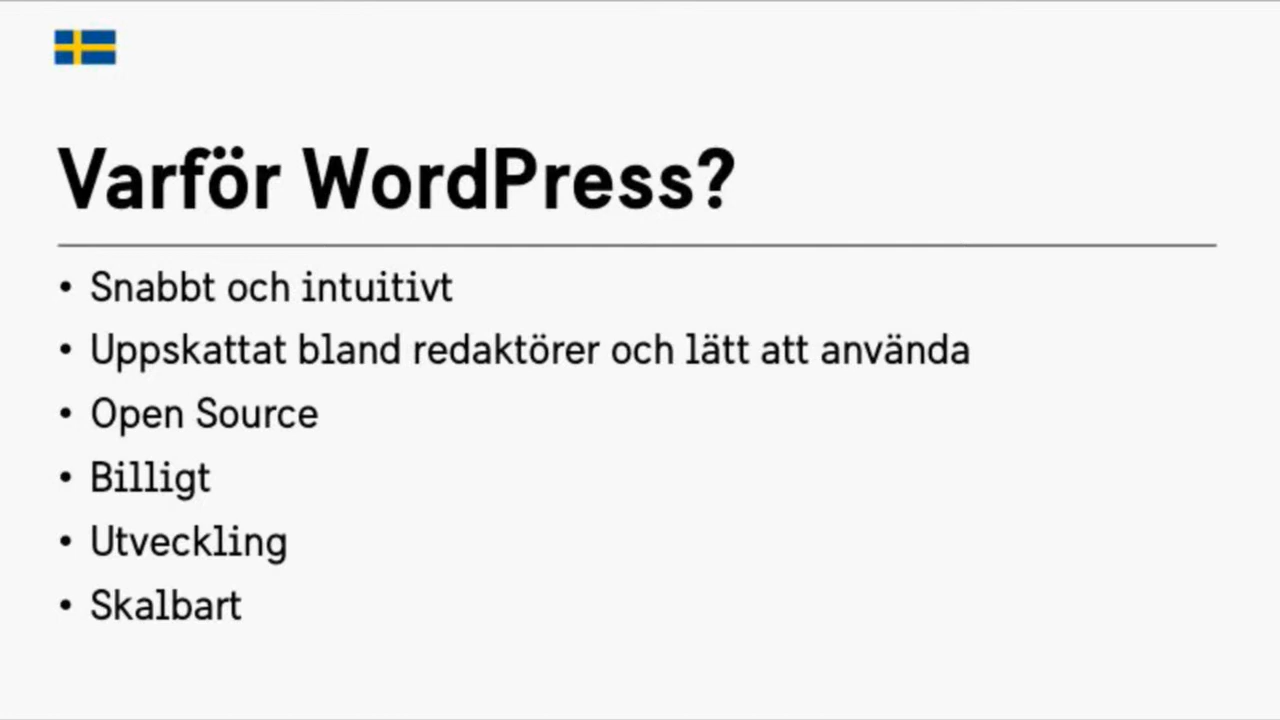 Varför WordPress?
• Snabbt och intuitivt
• Uppskattat bland redaktörer och lätt att använda
• Open Source
• Billigt
• Utveckling
• Skalbart